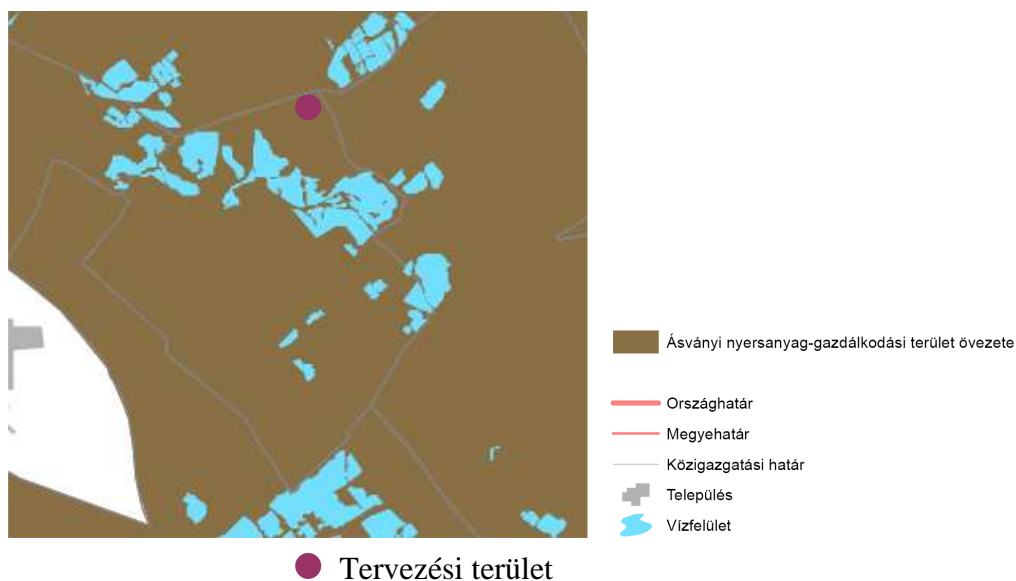 Ásványi nyersanyag-gazdálkodási terület övezete
Országhatár
Megyehatár
Közigazgatási határ
Település
Vízfelület
r
Tervezési terület